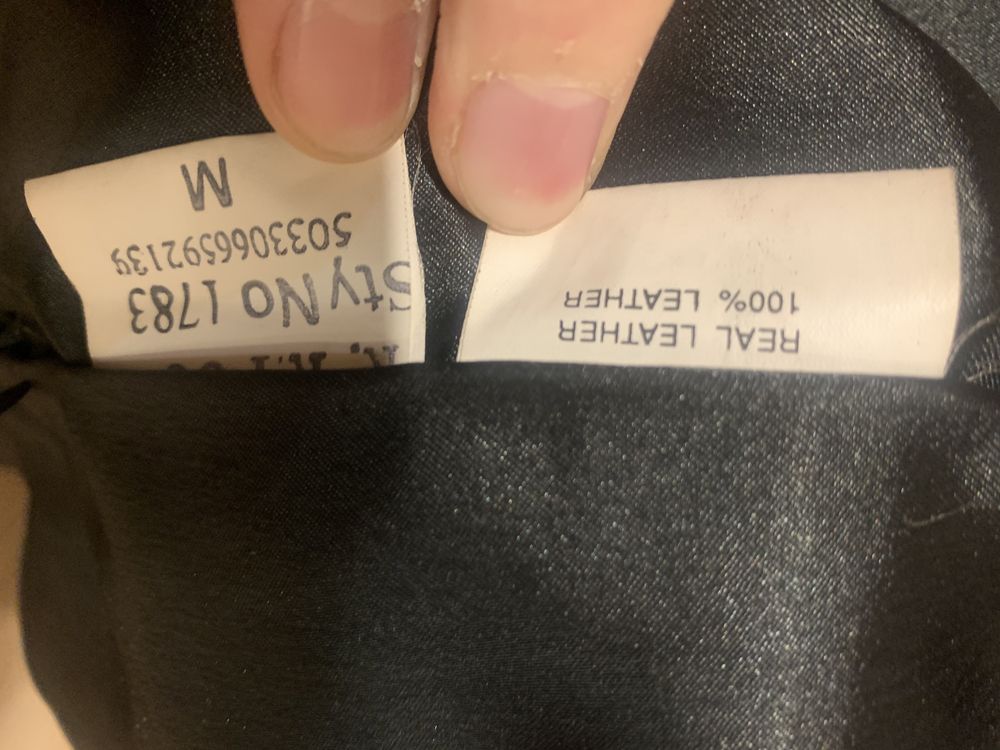 REAL LEATHER
100% LEATHER
Sty No 1783
5033066592139
M